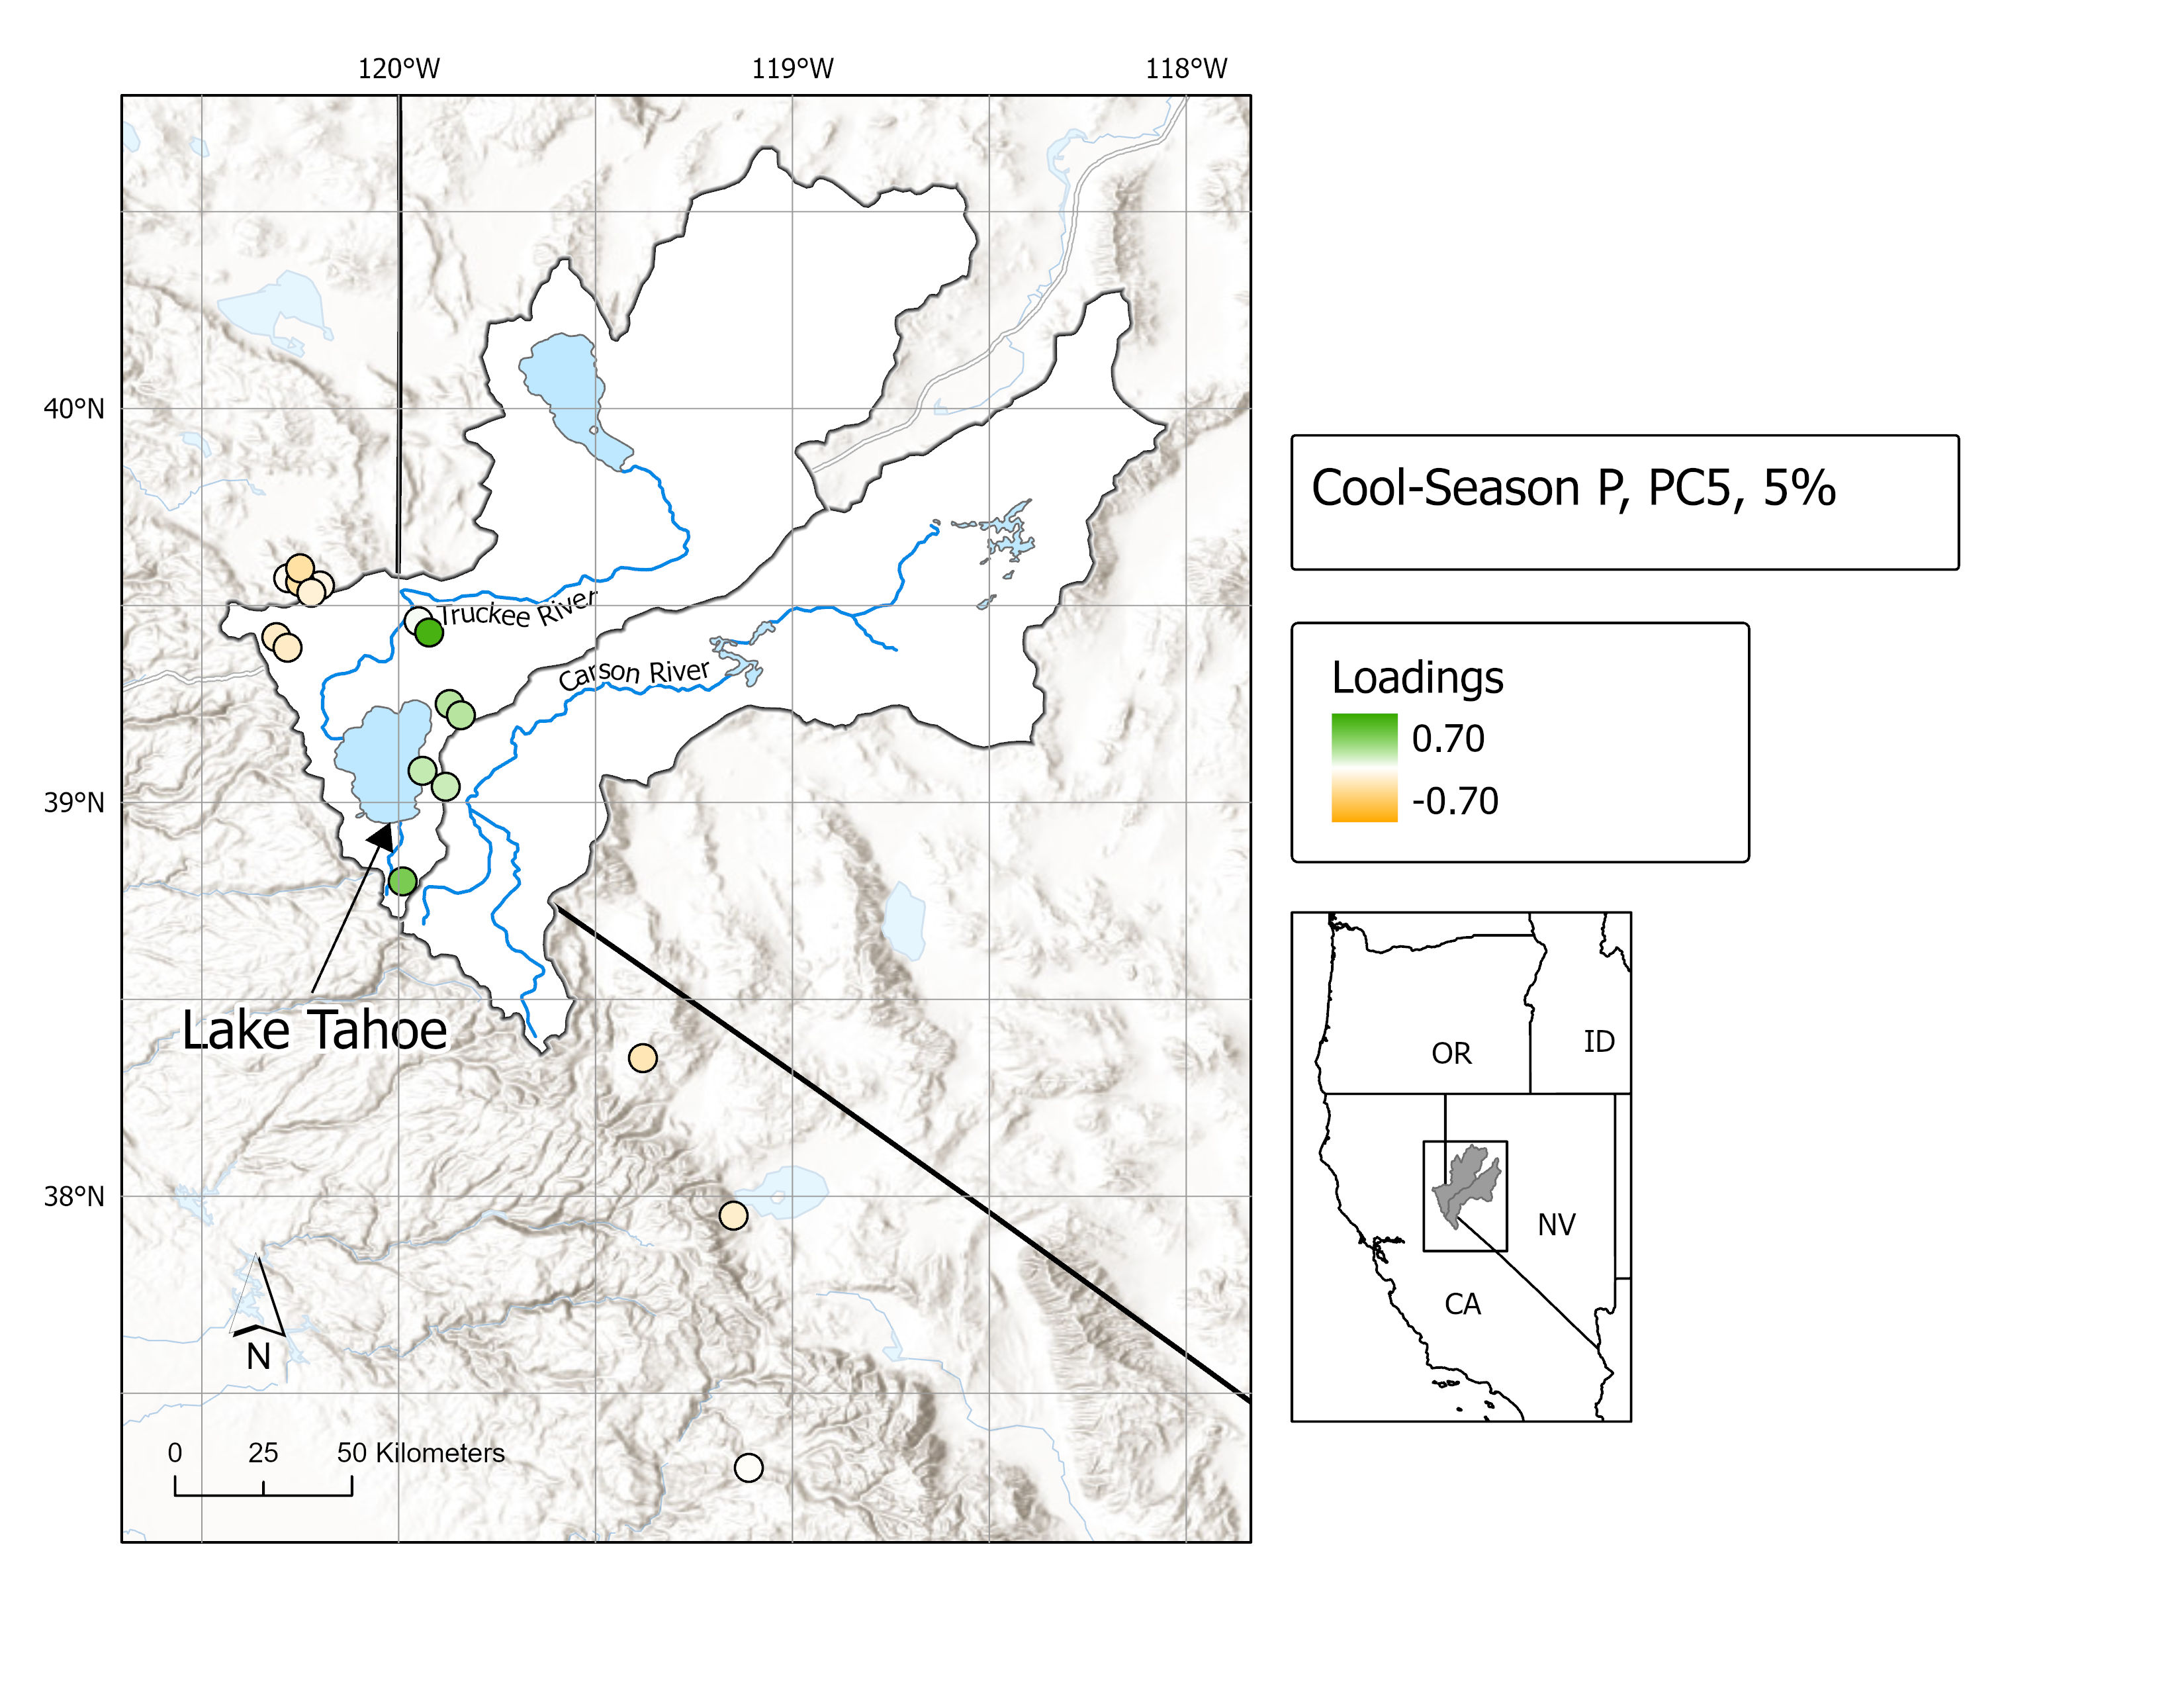 120°W
119°W
118°W
40°N
39°N
38°N
Truckee River
Carson River
Lake Tahoe
N
0 25 50 Kilometers
Cool-Season P, PC5, 5%
Loadings
0.70
-0.70
OR
ID
NV
CA